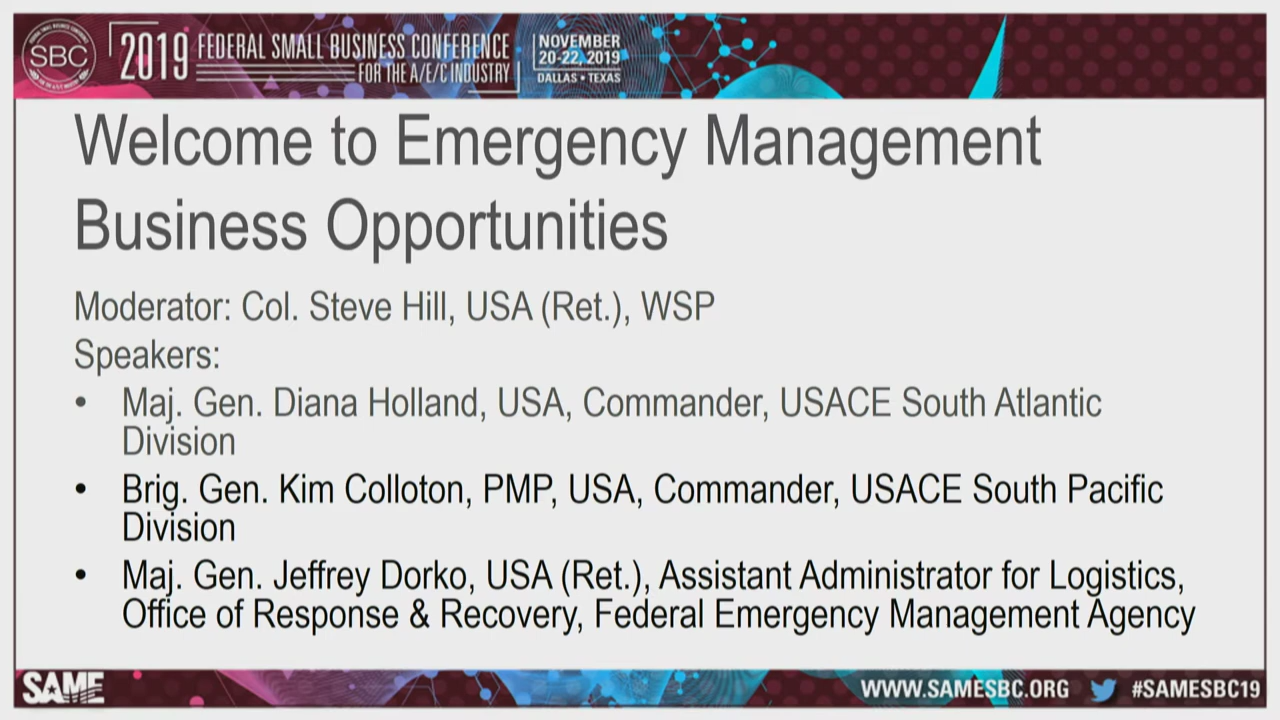 SBC
2019 FEDERAL SMALL BUSINESS CONFERENCE
FOR THE A/E/C INDUSTRY
NOVEMBER
20-22, 2019
DALLAS • TEXAS
Welcome to Emergency Management
Business Opportunities
Moderator: Col. Steve Hill, USA (Ret.), WSP
Speakers:
• Maj. Gen. Diana Holland, USA, Commander, USACE South Atlantic
Division
• Brig. Gen. Kim Colloton, PMP, USA, Commander, USACE South Pacific
Division
• Maj. Gen. Jeffrey Dorko, USA (Ret.), Assistant Administrator for Logistics,
Office of Response & Recovery, Federal Emergency Management Agency
SAME
WWW.SAMESBC.ORG #SAMESBC19